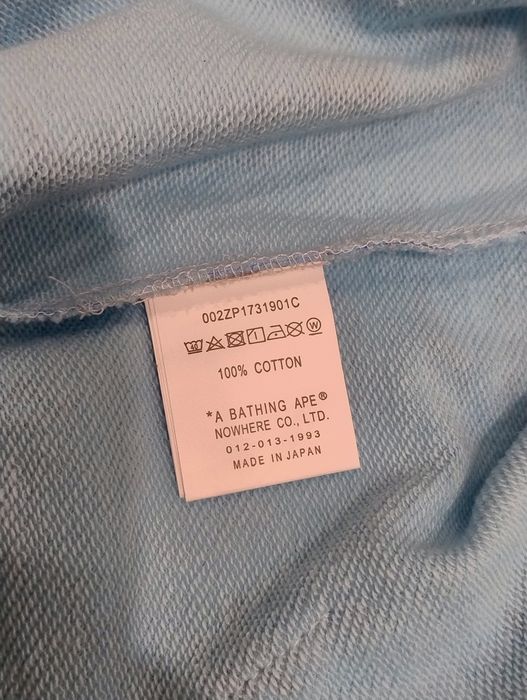 002ZP1731901C
100% COTTON
*A BATHING APE®
NOWHERE CO., LTD.
012-013-1993
MADE IN JAPAN